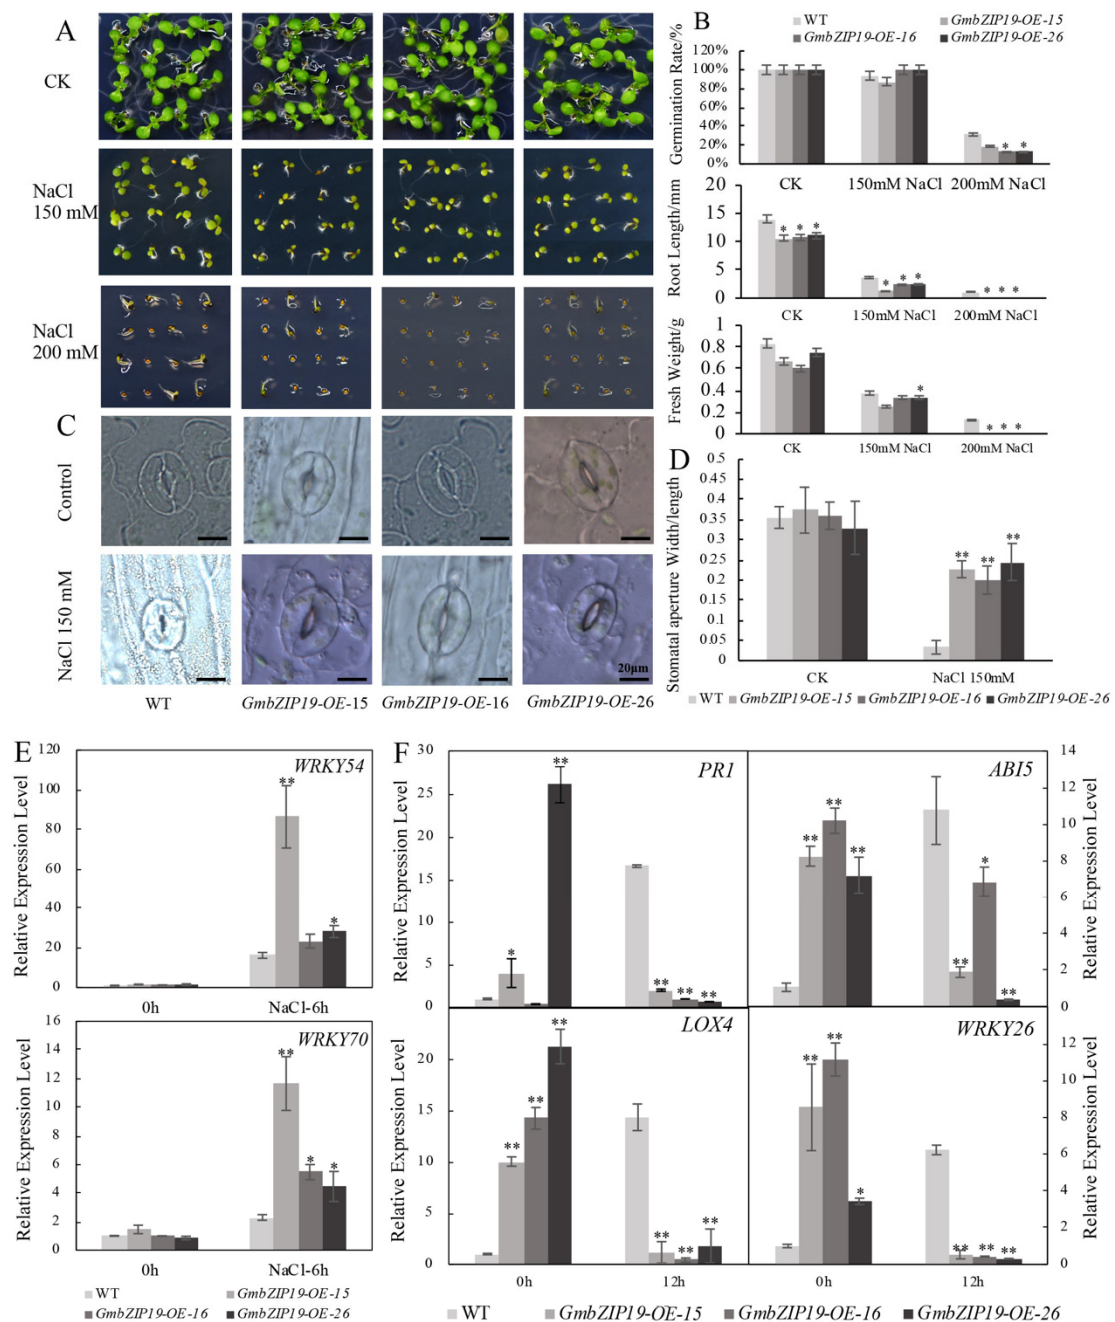 A
CK
NaCl
150 mM
NaCl
200 mM
B
WT
GmbZIP19-OE-15
GmbZIP19-OE-16
GmbZIP19-OE-26
Germination Rate/%
120%
100%
80%
60%
40%
20%
0%
* *
CK
150mM NaCl
200mM NaCl
Root Length/mm
20
15
10
5
0
* * *
* * *
* * *
CK
150mM NaCl
200mM NaCl
Fresh Weight/g
1
0.8
0.6
0.4
0.2
0
*
* * *
CK
150mM NaCl
200mM NaCl
C
Control
NaCl 150 mM
20μm
WT
GmbZIP19-OE-15
GmbZIP19-OE-16
GmbZIP19-OE-26
D
Stomatal aperture Width/length
0.5
0.45
0.4
0.35
0.3
0.25
0.2
0.15
0.1
0.05
0
** ** **
CK
NaCl 150mM
WT
GmbZIP19-OE-15
GmbZIP19-OE-16
GmbZIP19-OE-26
E
WRKY54
Relative Expression Level
120
100
80
60
40
20
0
** *
0h
NaCl-6h
WRKY70
Relative Expression Level
16
14
12
10
8
6
4
2
0
** * *
0h
NaCl-6h
WT
GmbZIP19-OE-15
GmbZIP19-OE-16
GmbZIP19-OE-26
F
PR1
Relative Expression Level
30
25
20
15
10
5
0
* **
** ** **
ABI5
Relative Expression Level
14
12
10
8
6
4
2
0
** ** **
** * **
LOX4
Relative Expression Level
20
15
10
5
0
** ** **
** ** **
0h
12h
WRKY26
Relative Expression Level
12
10
8
6
4
2
0
** ** *
** ** **
0h
12h
WT
GmbZIP19-OE-15
GmbZIP19-OE-16
GmbZIP19-OE-26